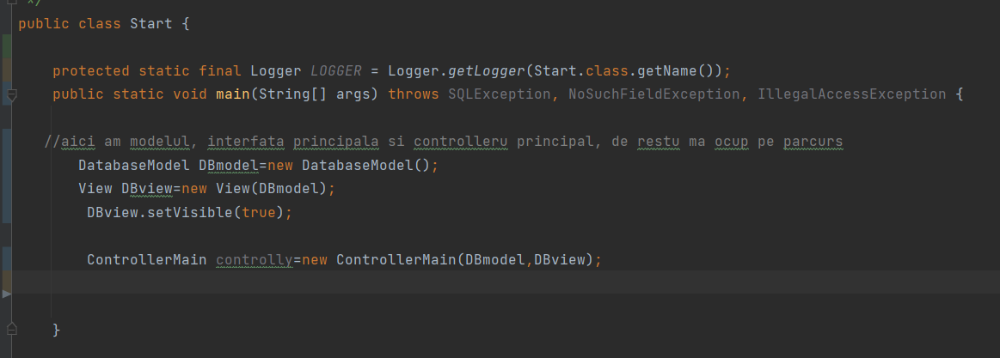 */
public class Start {
protected static final Logger LOGGER = Logger.getLogger(Start.class.getName());
public static void main(String[] args) throws SQLException, NoSuchFieldException, IllegalAccessException {
//aici am modelul, interfata principala si controlleru principal, de restu ma ocup pe parcurs
DatabaseModel DBmodel=new DatabaseModel();
View DBview=new View(DBmodel);
DBview.setVisible(true);
ControllerMain controlly=new ControllerMain(DBmodel,DBview);
}